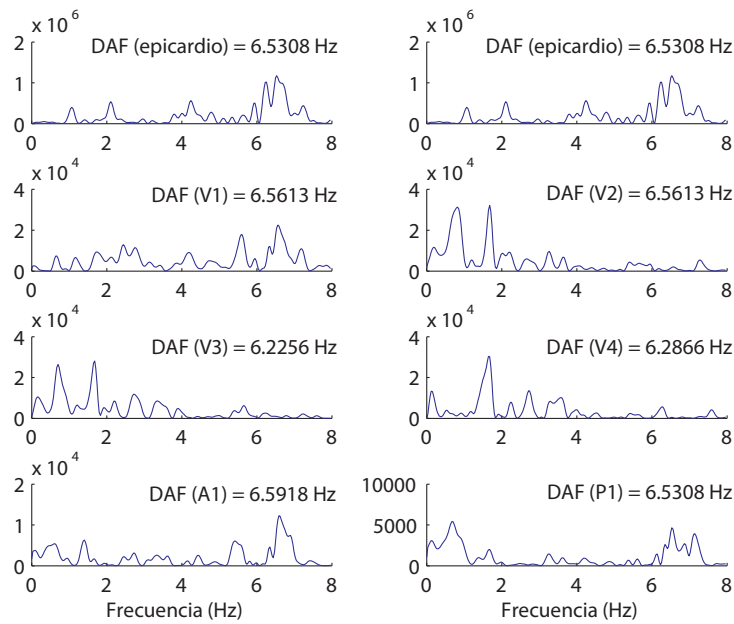 x 10^6
DAF (epicardio) = 6.5308 Hz
2
1
0
0 2 4 6 8
x 10^6
DAF (epicardio) = 6.5308 Hz
2
1
0
0 2 4 6 8
x 10^4
DAF (V1) = 6.5613 Hz
4
2
0
0 2 4 6 8
x 10^4
DAF (V2) = 6.5613 Hz
4
2
0
0 2 4 6 8
x 10^4
DAF (V3) = 6.2256 Hz
4
2
0
0 2 4 6 8
x 10^4
DAF (V4) = 6.2866 Hz
4
2
0
0 2 4 6 8
x 10^4
DAF (A1) = 6.5918 Hz
2
1
0
0 2 4 6 8
Frecuencia (Hz)
10000
DAF (P1) = 6.5308 Hz
5000
0
0 2 4 6 8
Frecuencia (Hz)